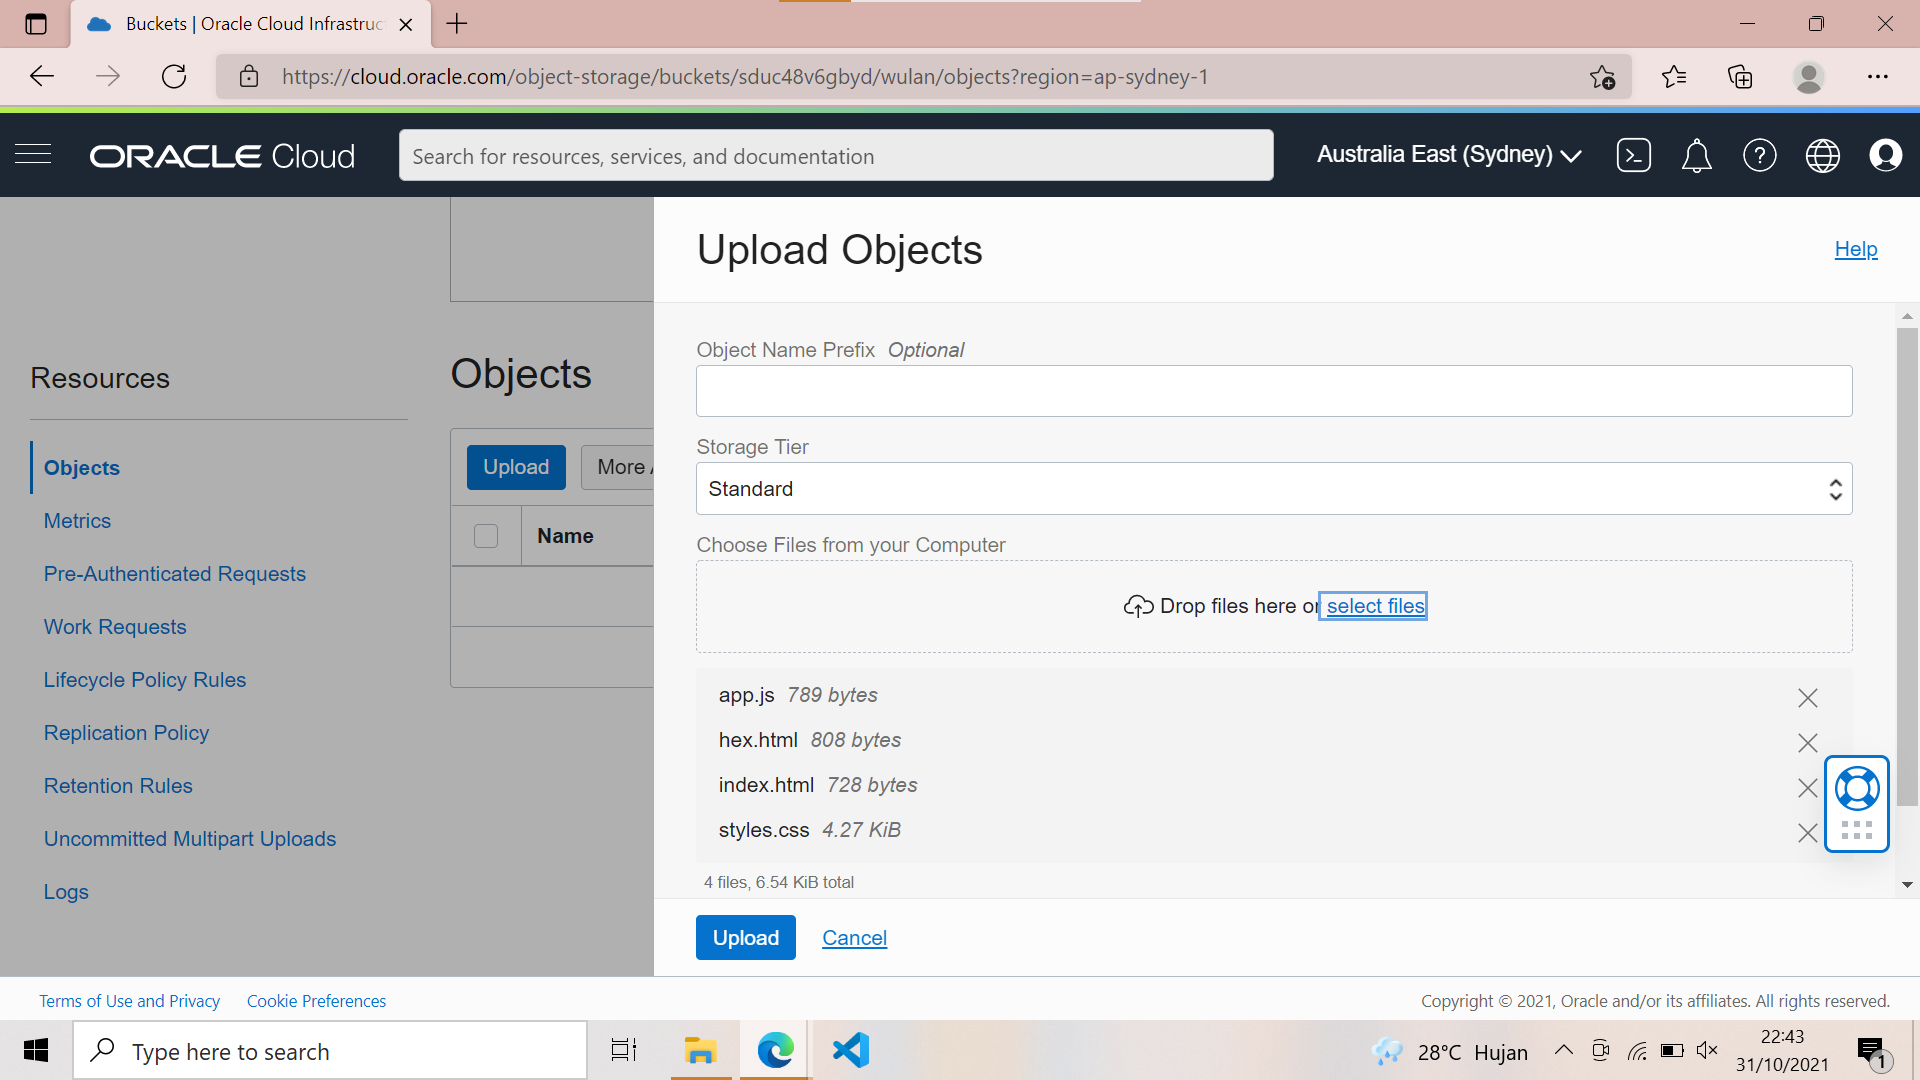 Buckets | Oracle Cloud Infrastruc
https://cloud.oracle.com/object-storage/buckets/sduc48v6gbyd/wulan/objects?region=ap-sydney-1
ORACLE Cloud
Search for resources, services, and documentation
Australia East (Sydney)
Upload Objects
Help
Resources
Objects
Metrics
Pre-Authenticated Requests
Work Requests
Lifecycle Policy Rules
Replication Policy
Retention Rules
Uncommitted Multipart Uploads
Logs
Objects
Upload
More A
Name
Object Name Prefix Optional
Storage Tier
Standard
Choose Files from your Computer
Drop files here or select files
app.js 789 bytes
hex.html 808 bytes
index.html 728 bytes
styles.css 4.27 KiB
4 files, 6.54 KiB total
Upload
Cancel
Terms of Use and Privacy
Cookie Preferences
Copyright © 2021, Oracle and/or its affiliates. All rights reserved.
Type here to search
28°C Hujan
22:43
31/10/2021
1